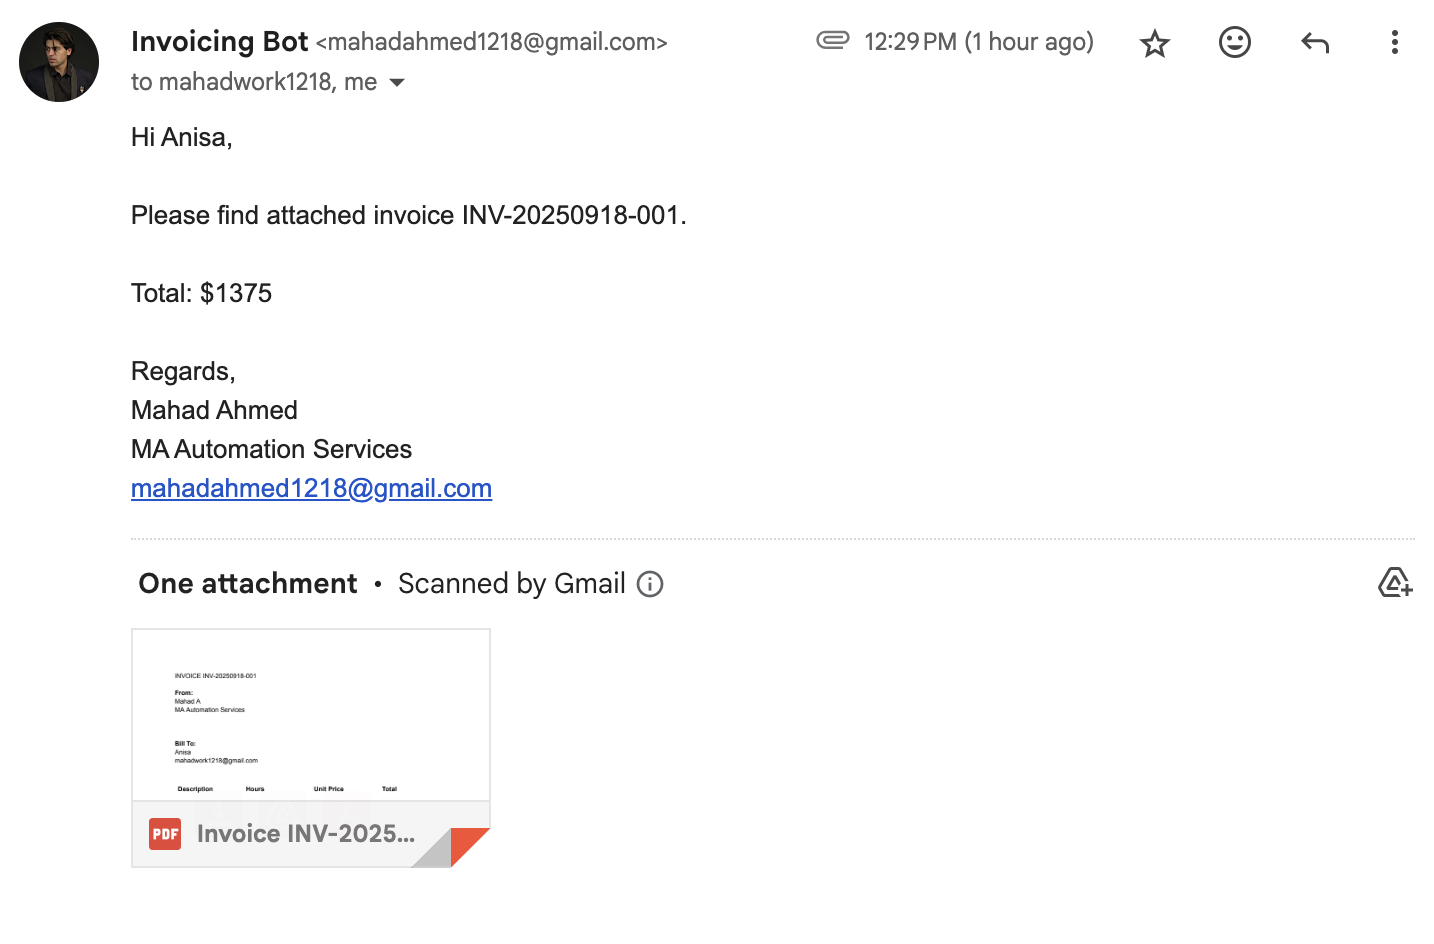 Invoicing Bot <mahadahmed1218@gmail.com>
12:29 PM (1 hour ago)
to mahadwork1218, me
Hi Anisa,
Please find attached invoice INV-20250918-001.
Total: $1375
Regards,
Mahad Ahmed
MA Automation Services
mahadahmed1218@gmail.com
One attachment • Scanned by Gmail
INVOICE INV-20250918-001
From:
Mahad A
MA Automation Services
Bill To:
Anisa
mahadwork1218@gmail.com
Description Hours Unit Price Total
PDF Invoice INV-2025...